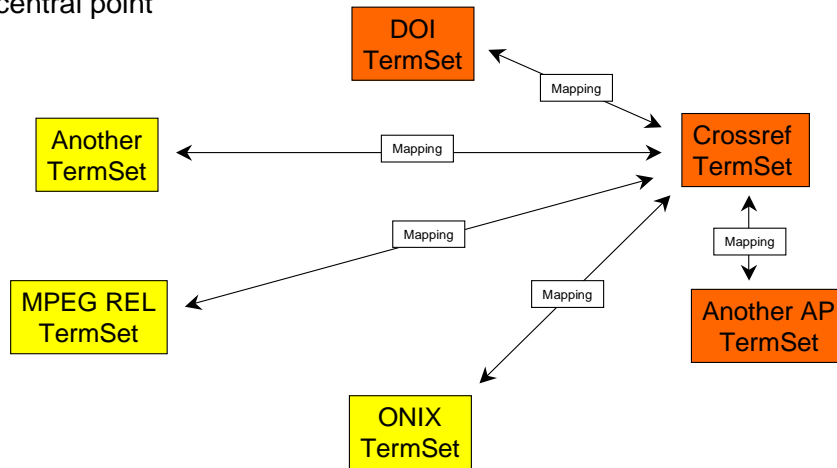 central point
DOI
TermSet
Mapping
Another
TermSet
Mapping
Crossref
TermSet
Mapping
Mapping
MPEG REL
TermSet
Mapping
Another AP
TermSet
ONIX
TermSet